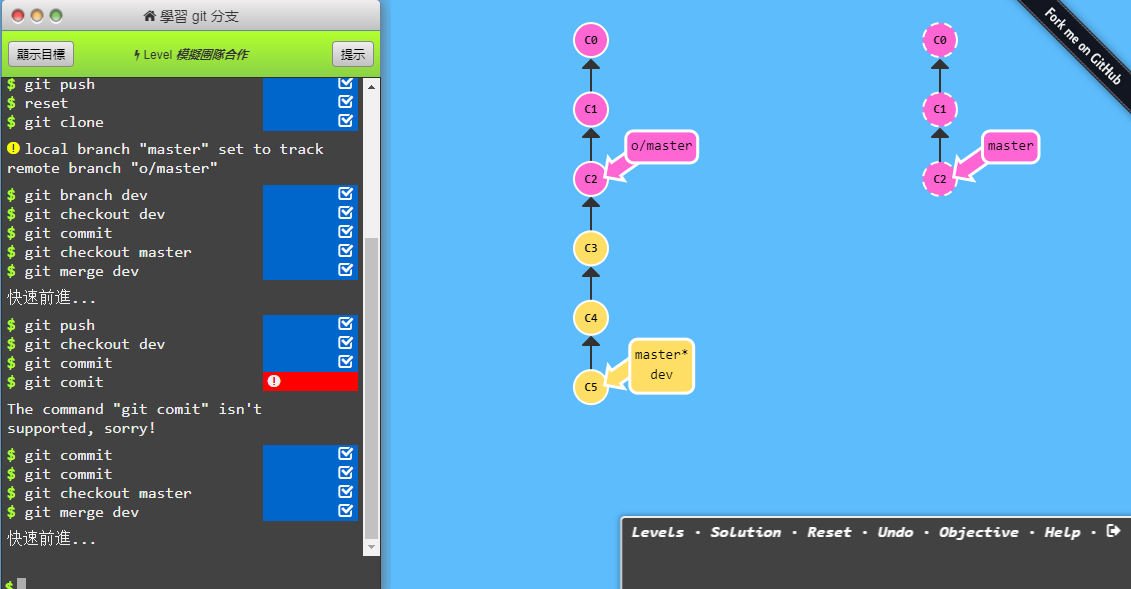 學習 git 分支
顯示目標
Level 模擬團隊合作
提示
$ git push
$ reset
$ git clone
local branch "master" set to track
remote branch "o/master"
$ git branch dev
$ git checkout dev
$ git commit
$ git checkout master
$ git merge dev
快速前進...
$ git push
$ git checkout dev
$ git commit
$ git comit
The command "git comit" isn't
supported, sorry!
$ git commit
$ git commit
$ git checkout master
$ git merge dev
快速前進...
$
C0
C1
o/master
C2
C3
C4
master*
dev
C5
C0
C1
master
C2
Fork me on GitHub
Levels · Solution · Reset · Undo · Objective · Help ·